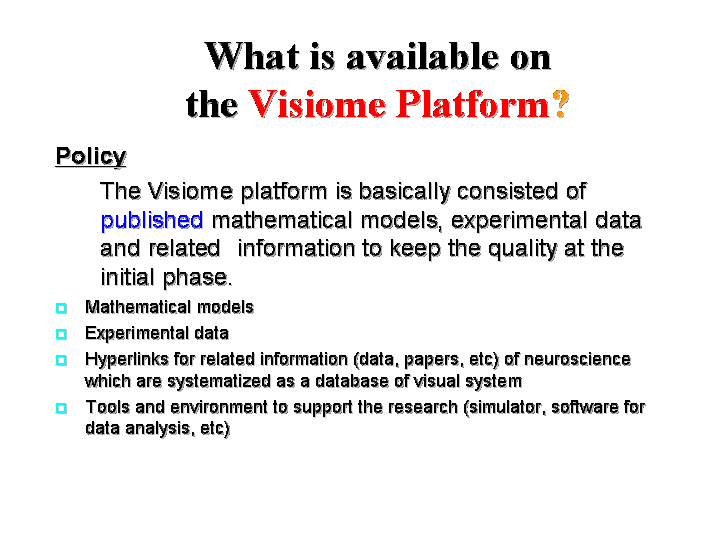 What is available on
the Visiome Platform?
Policy
The Visiome platform is basically consisted of
published mathematical models, experimental data
and related information to keep the quality at the
initial phase.
Mathematical models
Experimental data
Hyperlinks for related information (data, papers, etc) of neuroscience
which are systematized as a database of visual system
Tools and environment to support the research (simulator, software for
data analysis, etc)